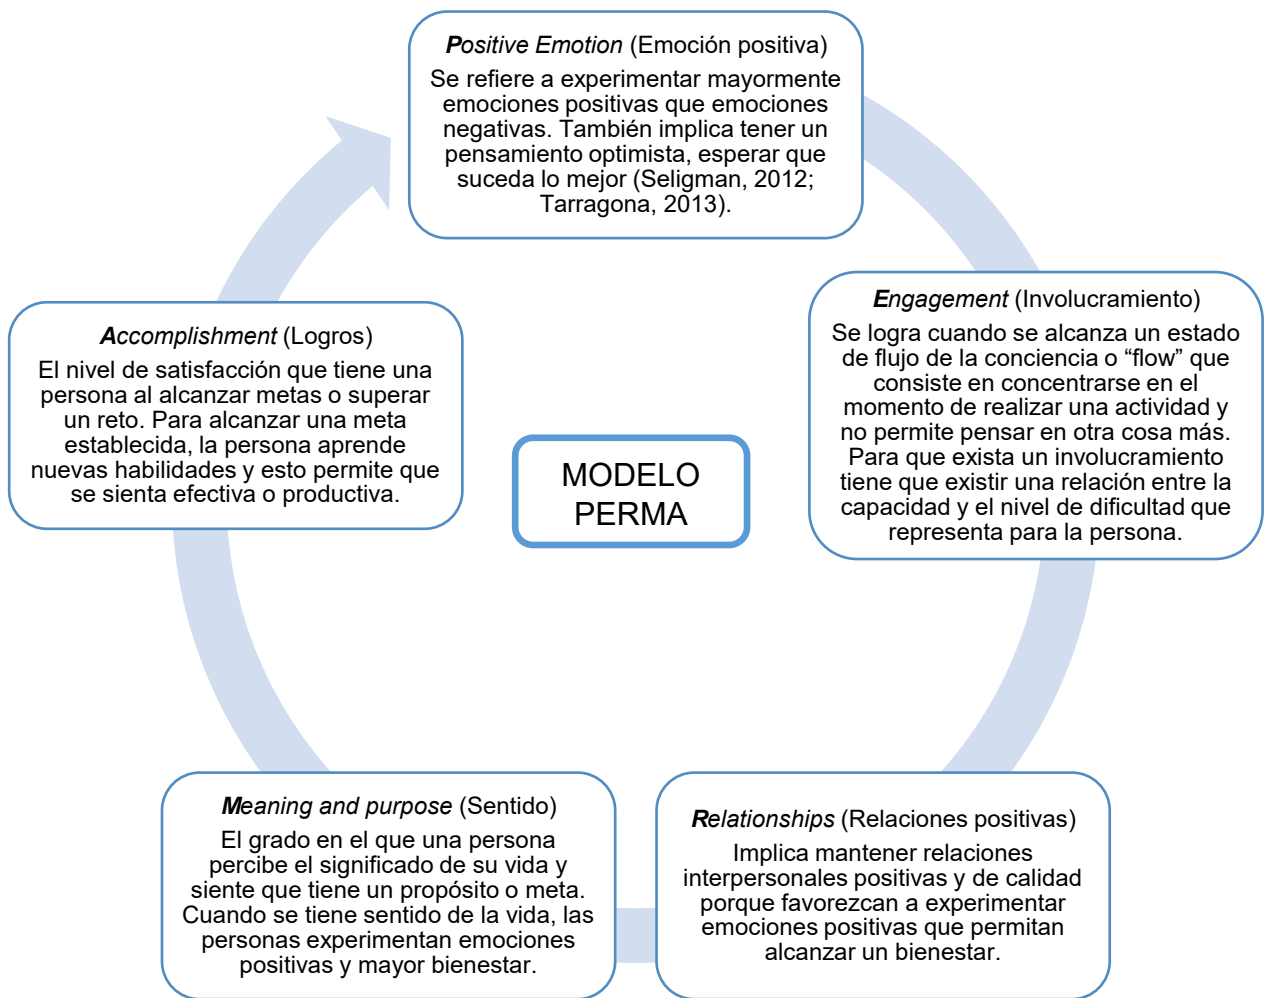 Positive Emotion (Emoción positiva)
Se refiere a experimentar mayormente
emociones positivas que emociones
negativas. También implica tener un
pensamiento optimista, esperar que
suceda lo mejor (Seligman, 2012;
Tarragona, 2013).
Engagement (Involucramiento)
Se logra cuando se alcanza un estado
de flujo de la conciencia o “flow” que
consiste en concentrarse en el
momento de realizar una actividad y
no permite pensar en otra cosa más.
Para que exista un involucramiento
tiene que existir una relación entre la
capacidad y el nivel de dificultad que
representa para la persona.
Relationships (Relaciones positivas)
Implica mantener relaciones
interpersonales positivas y de calidad
porque favorezcan a experimentar
emociones positivas que permitan
alcanzar un bienestar.
Meaning and purpose (Sentido)
El grado en el que una persona
percibe el significado de su vida y
siente que tiene un propósito o meta.
Cuando se tiene sentido de la vida, las
personas experimentan emociones
positivas y mayor bienestar.
Accomplishment (Logros)
El nivel de satisfacción que tiene una
persona al alcanzar metas o superar
un reto. Para alcanzar una meta
establecida, la persona aprende
nuevas habilidades y esto permite que
se sienta efectiva o productiva.
MODELO
PERMA